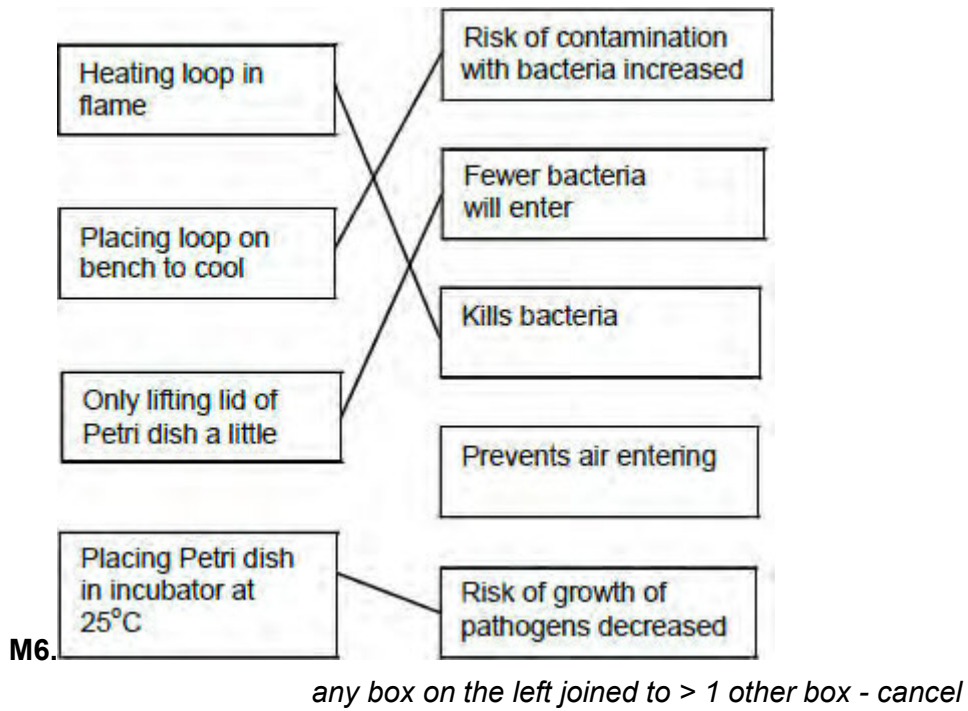 Heating loop in
flame
Placing loop on
bench to cool
Only lifting lid of
Petri dish a little
Placing Petri dish
in incubator at
25°C
Risk of contamination
with bacteria increased
Fewer bacteria
will enter
Kills bacteria
Prevents air entering
Risk of growth of
pathogens decreased
M6.
any box on the left joined to > 1 other box - cancel